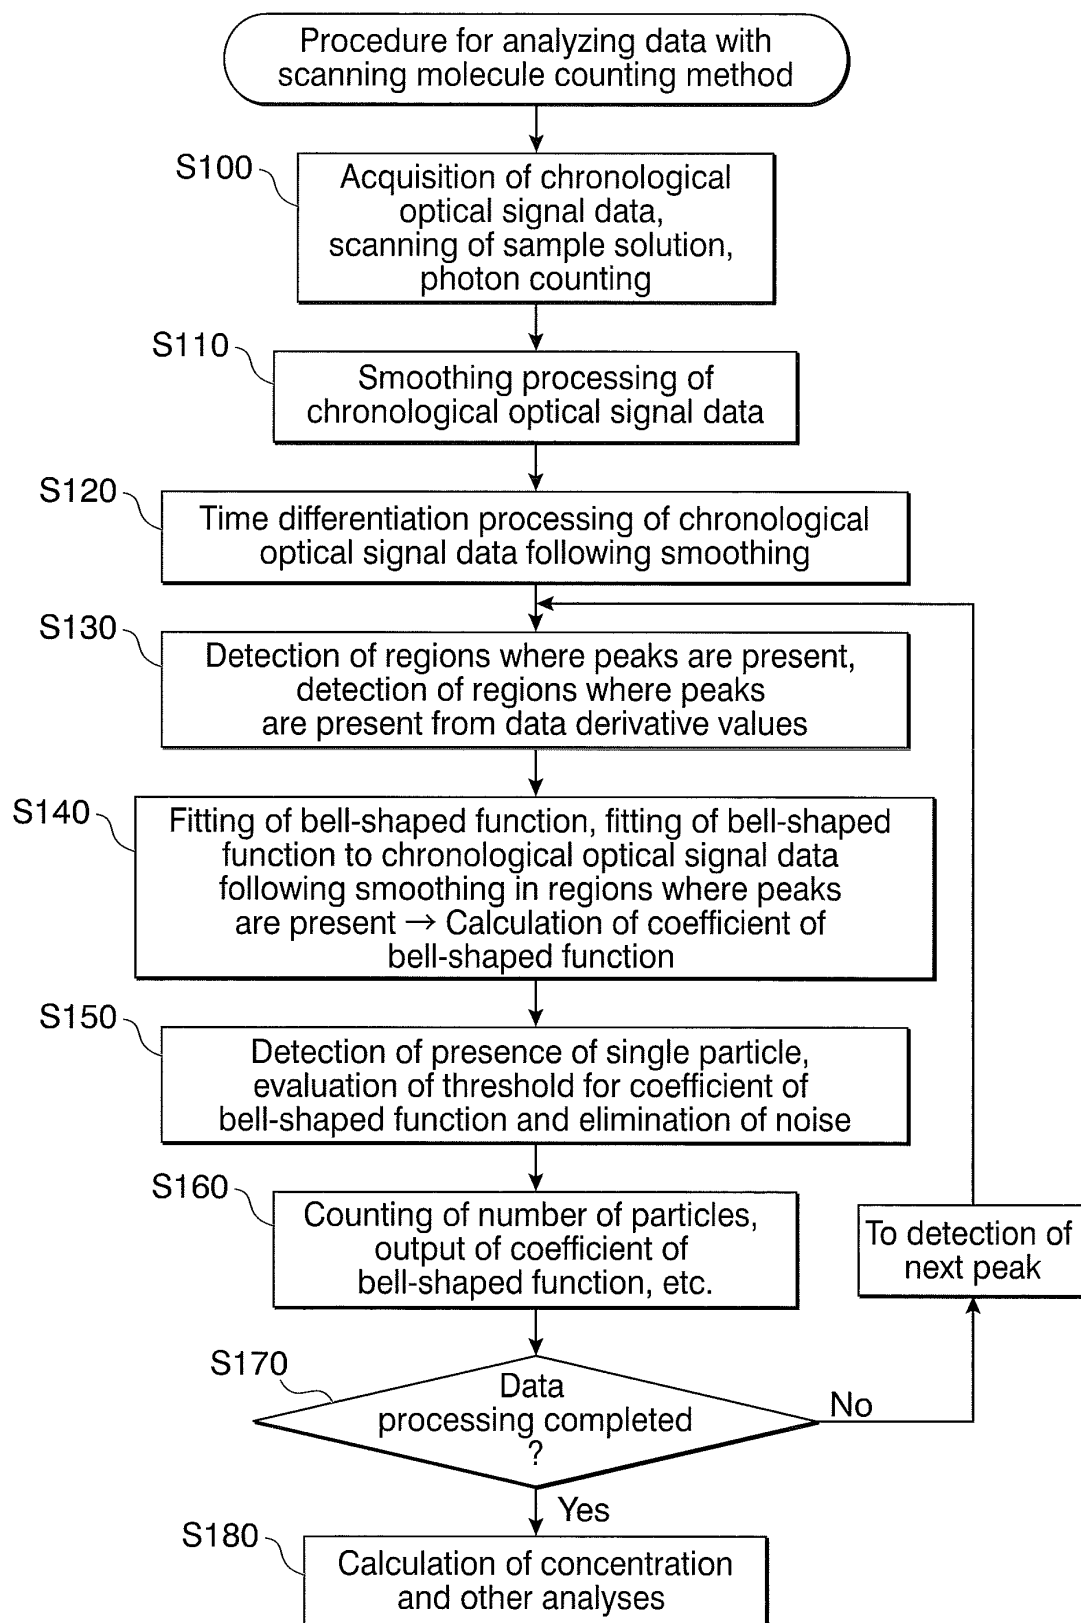 Procedure for analyzing data with
scanning molecule counting method
S100
Acquisition of chronological
optical signal data,
scanning of sample solution,
photon counting
S110
Smoothing processing of
chronological optical signal data
S120
Time differentiation processing of chronological
optical signal data following smoothing
S130
Detection of regions where peaks are present,
detection of regions where peaks
are present from data derivative values
S140
Fitting of bell-shaped function, fitting of bell-shaped
function to chronological optical signal data
following smoothing in regions where peaks
are present → Calculation of coefficient of
bell-shaped function
S150
Detection of presence of single particle,
evaluation of threshold for coefficient of
bell-shaped function and elimination of noise
S160
Counting of number of particles,
output of coefficient of
bell-shaped function, etc.
To detection of
next peak
S170
Data
processing completed
?
No
Yes
S180
Calculation of concentration
and other analyses